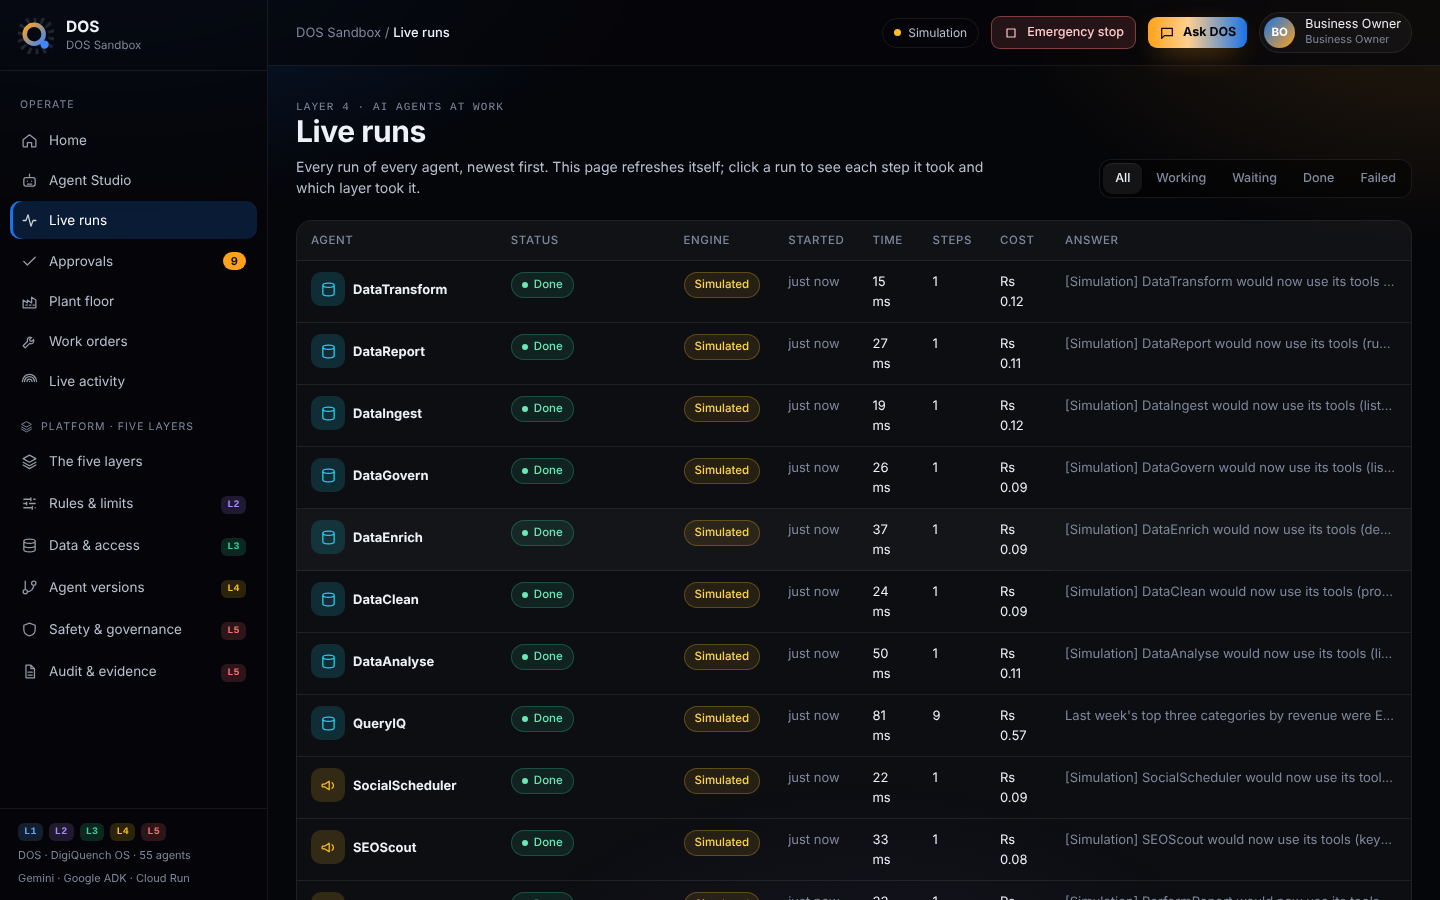 DOS
DOS Sandbox
OPERATE
Home
Agent Studio
Live runs
Approvals 9
Plant floor
Work orders
Live activity
PLATFORM · FIVE LAYERS
The five layers
Rules & limits L2
Data & access L3
Agent versions L4
Safety & governance L5
Audit & evidence L5
L1 L2 L3 L4 L5
DOS · DigiQuench OS · 55 agents
Gemini · Google ADK · Cloud Run
DOS Sandbox / Live runs
Simulation
Emergency stop
Ask DOS
BO
Business Owner
Business Owner
LAYER 4 · AI AGENTS AT WORK
Live runs
Every run of every agent, newest first. This page refreshes itself; click a run to see each step it took and
which layer took it.
All Working Waiting Done Failed
AGENT STATUS ENGINE STARTED TIME STEPS COST ANSWER
DataTransform Done Simulated just now 15 ms 1 Rs 0.12 [Simulation] DataTransform would now use its tools ...
DataReport Done Simulated just now 27 ms 1 Rs 0.11 [Simulation] DataReport would now use its tools (ru...
DataIngest Done Simulated just now 19 ms 1 Rs 0.12 [Simulation] DataIngest would now use its tools (list...
DataGovern Done Simulated just now 26 ms 1 Rs 0.09 [Simulation] DataGovern would now use its tools (lis...
DataEnrich Done Simulated just now 37 ms 1 Rs 0.09 [Simulation] DataEnrich would now use its tools (de...
DataClean Done Simulated just now 24 ms 1 Rs 0.09 [Simulation] DataClean would now use its tools (pro...
DataAnalyse Done Simulated just now 50 ms 1 Rs 0.11 [Simulation] DataAnalyse would now use its tools (li...
QueryIQ Done Simulated just now 81 ms 9 Rs 0.57 Last week's top three categories by revenue were E...
SocialScheduler Done Simulated just now 22 ms 1 Rs 0.09 [Simulation] SocialScheduler would now use its tool...
SEOScout Done Simulated just now 33 ms 1 Rs 0.08 [Simulation] SEOScout would now use its tools (key...